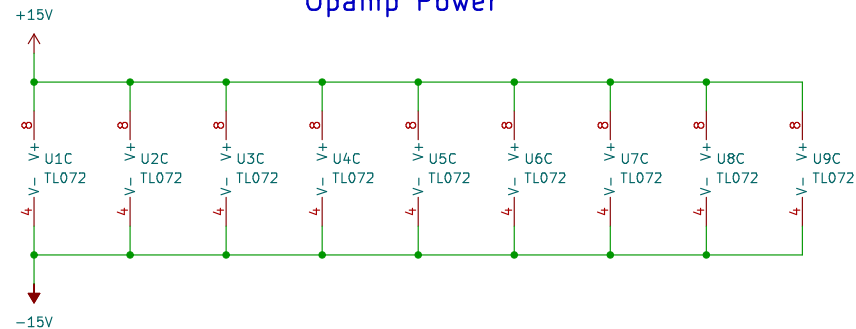 Opamp Power
+15V
8 8 8 8 8 8 8 8 8
V+ V+ V+ V+ V+ V+ V+ V+ V+
U1C U2C U3C U4C U5C U6C U7C U8C U9C
TL072 TL072 TL072 TL072 TL072 TL072 TL072 TL072 TL072
V- V- V- V- V- V- V- V- V-
4 4 4 4 4 4 4 4 4
-15V